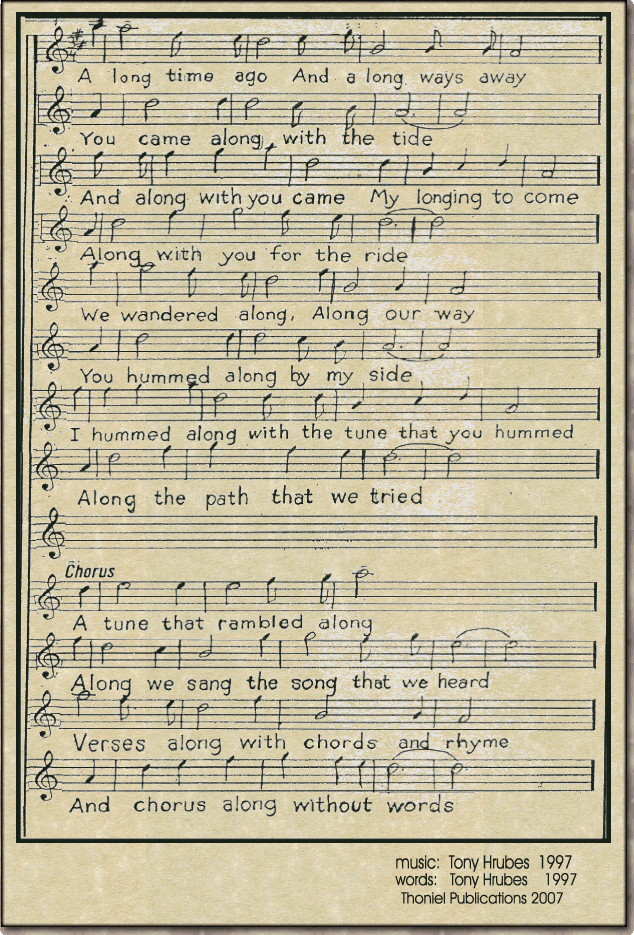 A long time ago And a long ways away
You came along, with the tide
And along with you came My longing to come
Along with you for the ride
We wandered along, Along our way
You hummed along by my side
I hummed along with the tune that you hummed
Along the path that we tried
Chorus
A tune that rambled along
Along we sang the song that we heard
Verses along with chords and rhyme
And chorus along without words
music: Tony Hrubes 1997
words: Tony Hrubes 1997
Thoniel Publications 2007